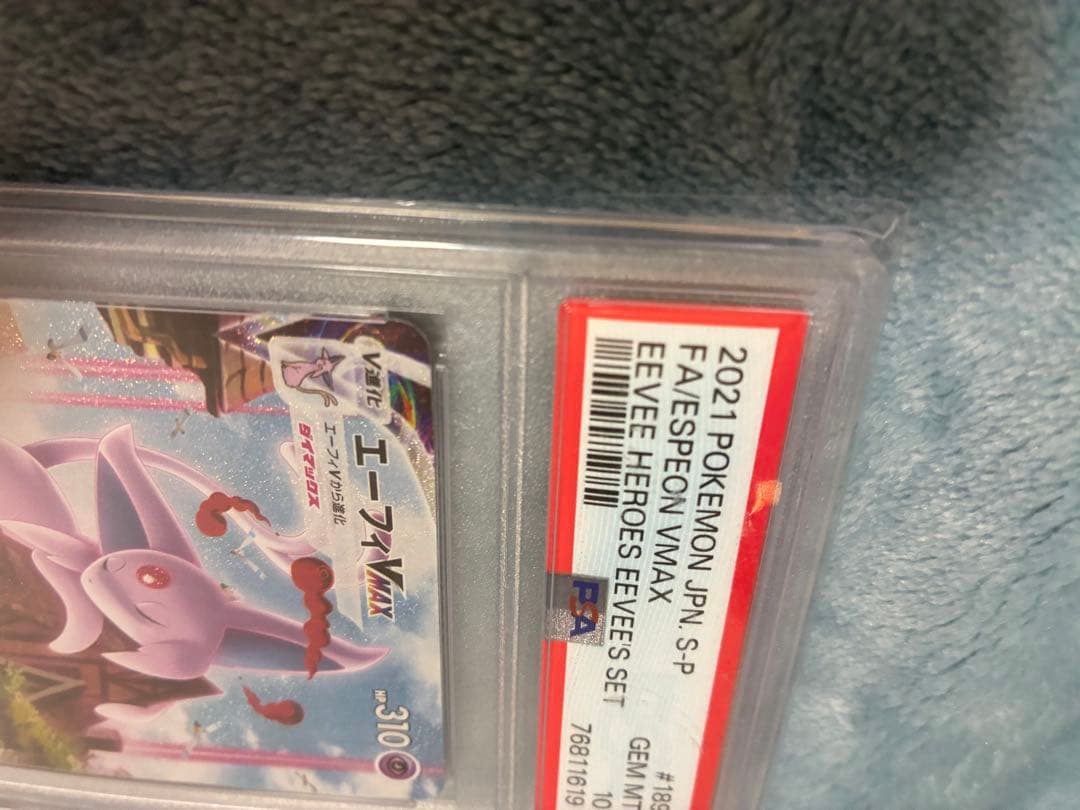 2021 POKEMON JPN. S-P #189
FA/ESPEON VMAX GEM MT
EEVEE HEROES EEVEE'S SET 10
PSA 76811619
V進化
エーフィVMAX HP310
エーフィVから進化
ダイマックス